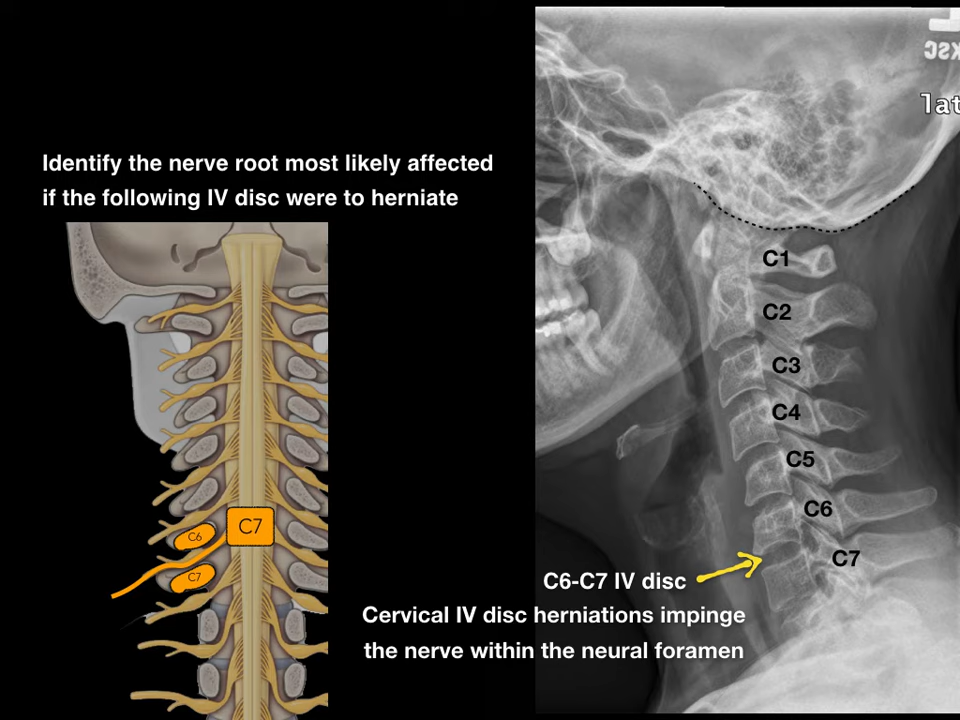 Identify the nerve root most likely affected
if the following IV disc were to herniate
C7
C6
C7
lat
C1
C2
C3
C4
C5
C6
C7
C6-C7 IV disc
Cervical IV disc herniations impinge
the nerve within the neural foramen